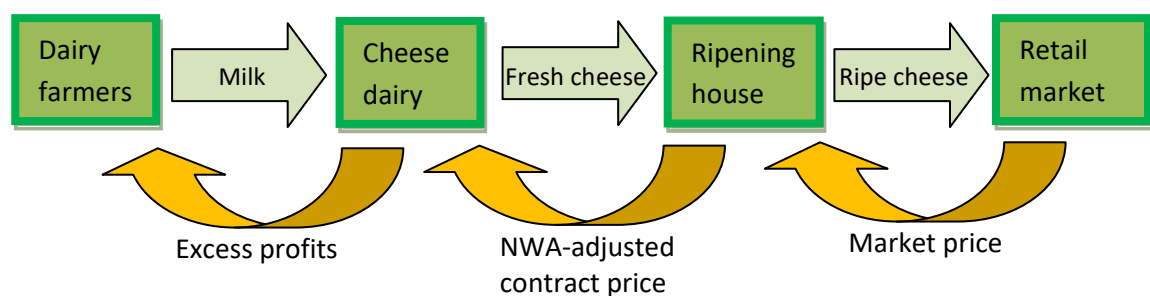 Dairy
farmers
Milk
Cheese
dairy
Fresh cheese
Ripening
house
Ripe cheese
Retail
market
Excess profits
NWA-adjusted
contract price
Market price